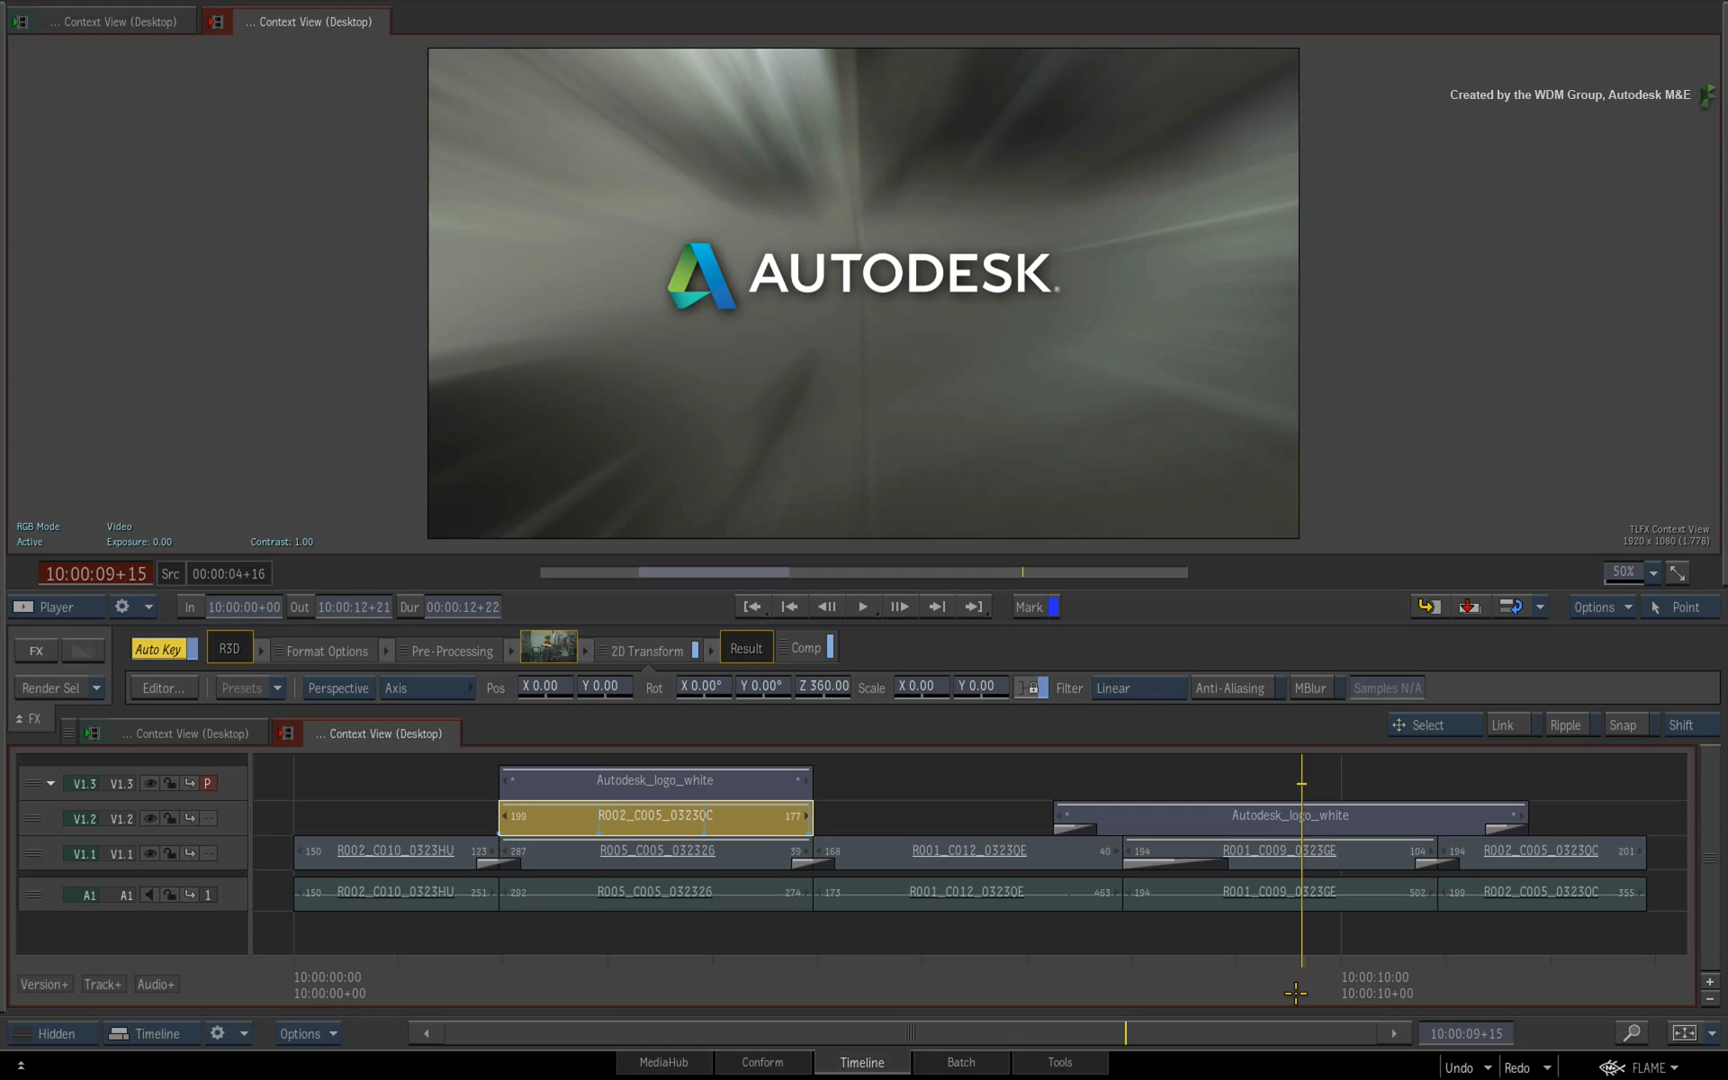 ... Context View (Desktop)
... Context View (Desktop)
Created by the WDM Group, Autodesk M&E
AUTODESK.
RGB Mode Video
Active Exposure: 0.00 Contrast: 1.00
TLFX Context View
1920 x 1080 (1.778)
10:00:09+15 Src 00:00:04+16 50%
Player In 10:00:00+00 Out 10:00:12+21 Dur 00:00:12+22 Mark Options Point
FX Auto Key R3D Format Options Pre-Processing 2D Transform Result Comp
Render Sel Editor... Presets Perspective Axis Pos X 0.00 Y 0.00 Rot X 0.00° Y 0.00° Z 360.00 Scale X 0.00 Y 0.00 Filter Linear Anti-Aliasing MBlur Samples N/A
FX
... Context View (Desktop) ... Context View (Desktop) Select Link Ripple Snap Shift
V1.3 V1.3 P Autodesk_logo_white
V1.2 V1.2 -- 199 R002_C005_0323QC 177 Autodesk_logo_white
V1.1 V1.1 -- 150 R002_C010_0323HU 123 287 R005_C005_032326 39 168 R001_C012_0323QE 40 194 R001_C009_0323GE 104 194 R002_C005_0323QC 201
A1 A1 1 150 R002_C010_0323HU 251 292 R005_C005_032326 274 173 R001_C012_0323QE 463 194 R001_C009_0323GE 502 199 R002_C005_0323QC 355
10:00:00:00 10:00:10:00
Version+ Track+ Audio+ 10:00:00+00 10:00:10+00
Hidden Timeline Options 10:00:09+15
MediaHub Conform Timeline Batch Tools Undo Redo FLAME